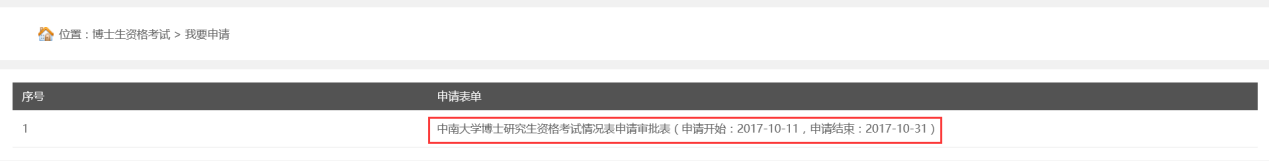 位置：博士生资格考试 > 我要申请
序号 申请表单
1 中南大学博士研究生资格考试情况表申请审批表（申请开始：2017-10-11，申请结束：2017-10-31）